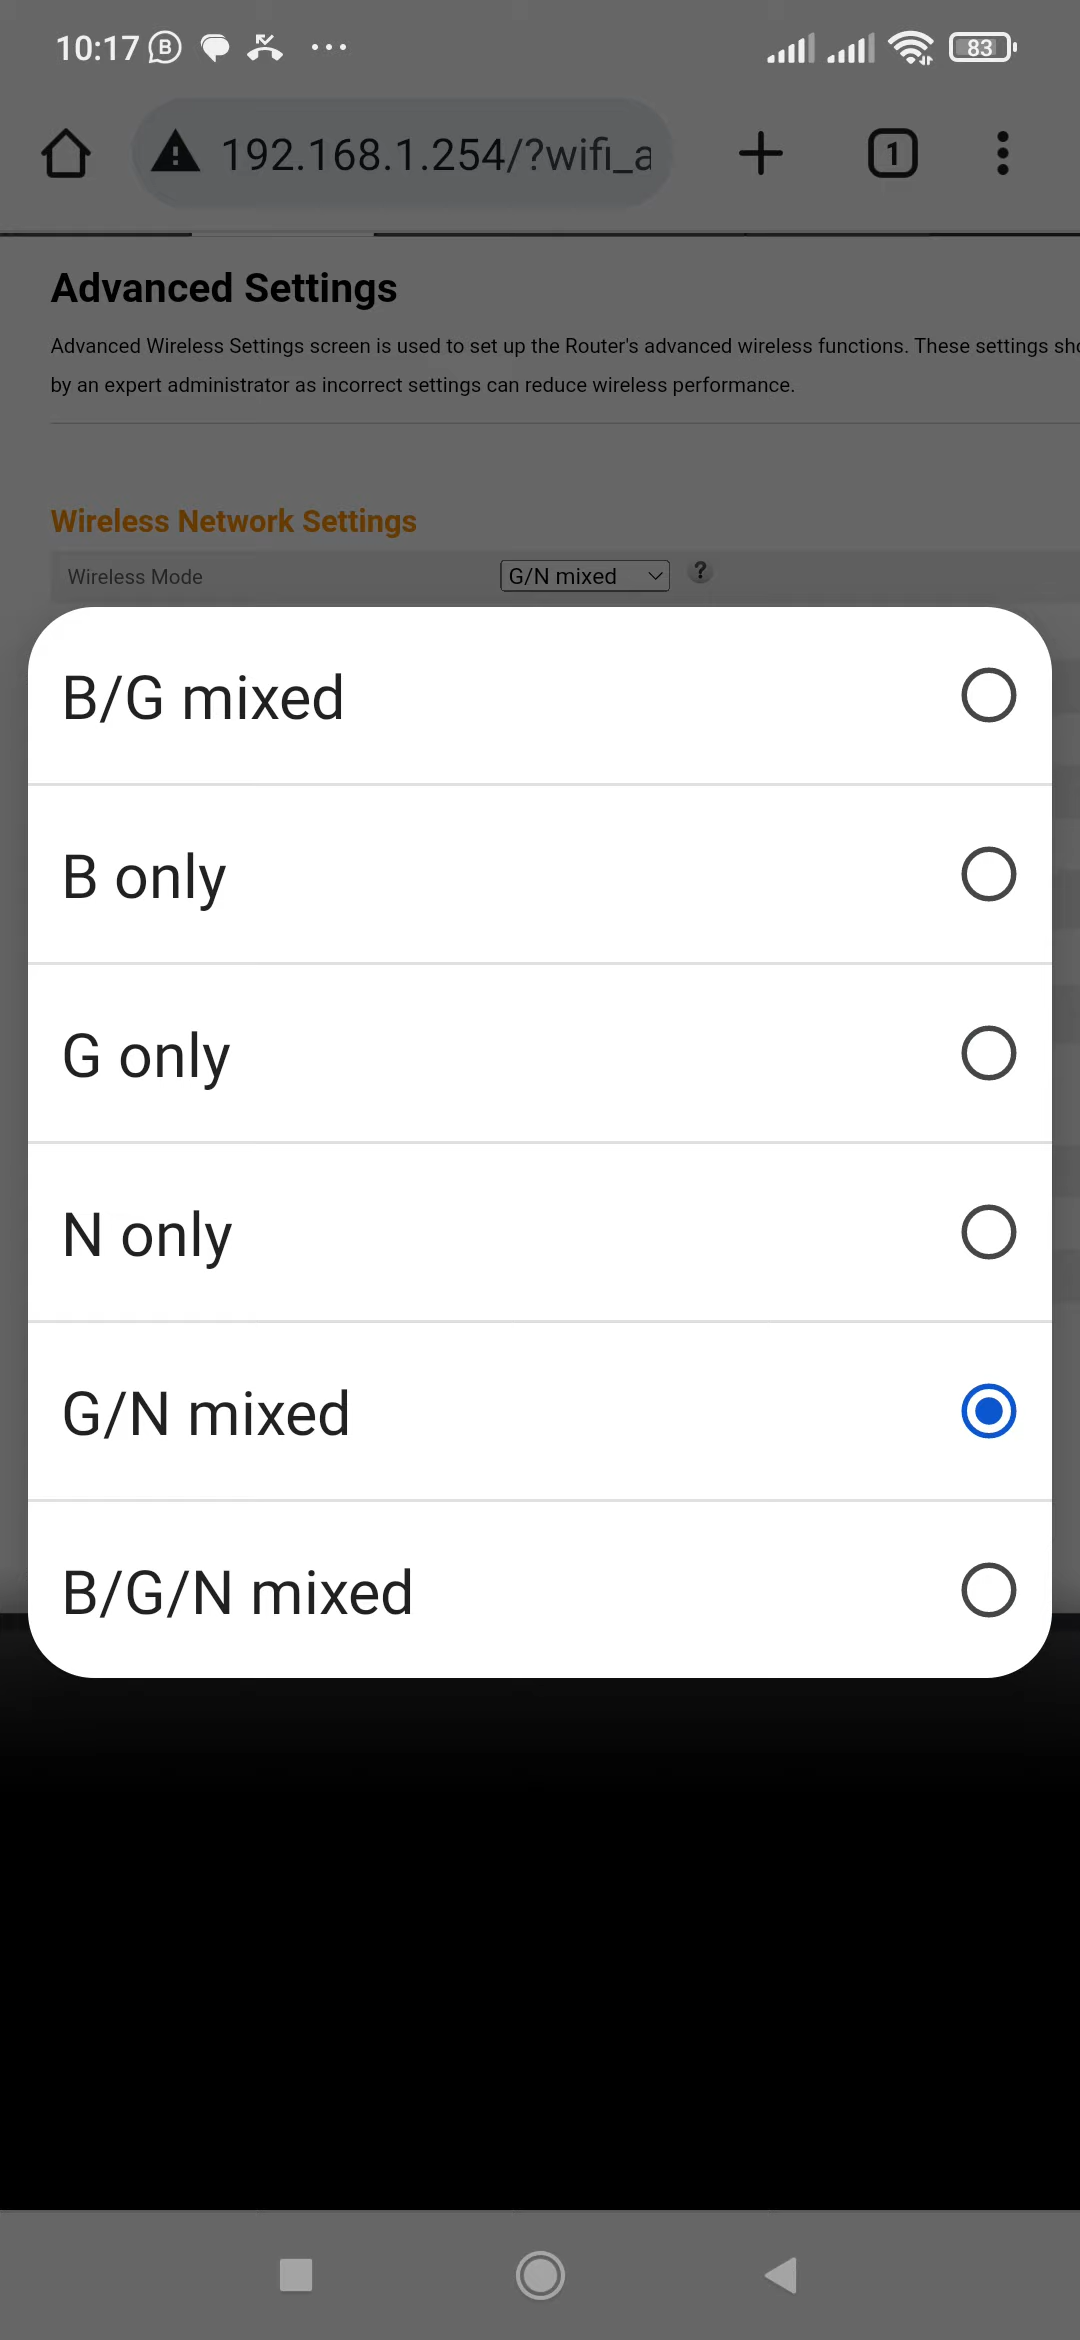 10:17 B 83
192.168.1.254/?wifi_a 1
Advanced Settings
Advanced Wireless Settings screen is used to set up the Router's advanced wireless functions. These settings sho
by an expert administrator as incorrect settings can reduce wireless performance.
Wireless Network Settings
Wireless Mode G/N mixed ?
B/G mixed
B only
G only
N only
G/N mixed
B/G/N mixed